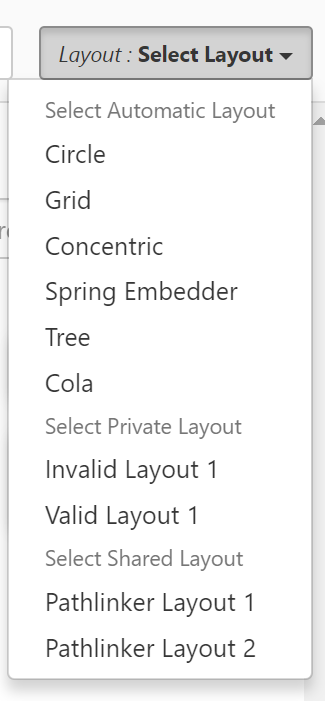 Layout : Select Layout
Select Automatic Layout
Circle
Grid
Concentric
Spring Embedder
Tree
Cola
Select Private Layout
Invalid Layout 1
Valid Layout 1
Select Shared Layout
Pathlinker Layout 1
Pathlinker Layout 2